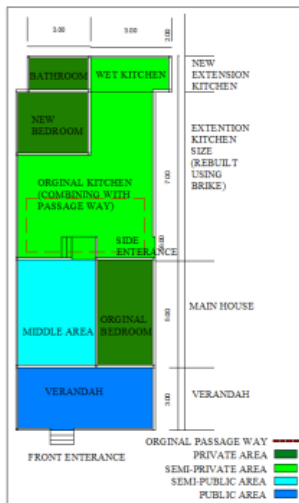 3.00 3.00 2.00
BATHROOM WET KITCHEN
NEW
EXTENSION
KITCHEN
NEW
BEDROOM
EXTENTION
KITCHEN
SIZE
(REBUILT
USING
BRIKE)
7.00
ORGINAL KITCHEN
(COMBINING WITH
PASSAGE WAY)
SIDE
ENTERANCE
MIDDLE AREA
ORGINAL
BEDROOM
5.00
MAIN HOUSE
VERANDAH
3.00
VERANDAH
FRONT ENTERANCE
ORGINAL PASSAGE WAY
PRIVATE AREA
SEMI-PRIVATE AREA
SEMI-PUBLIC AREA
PUBLIC AREA